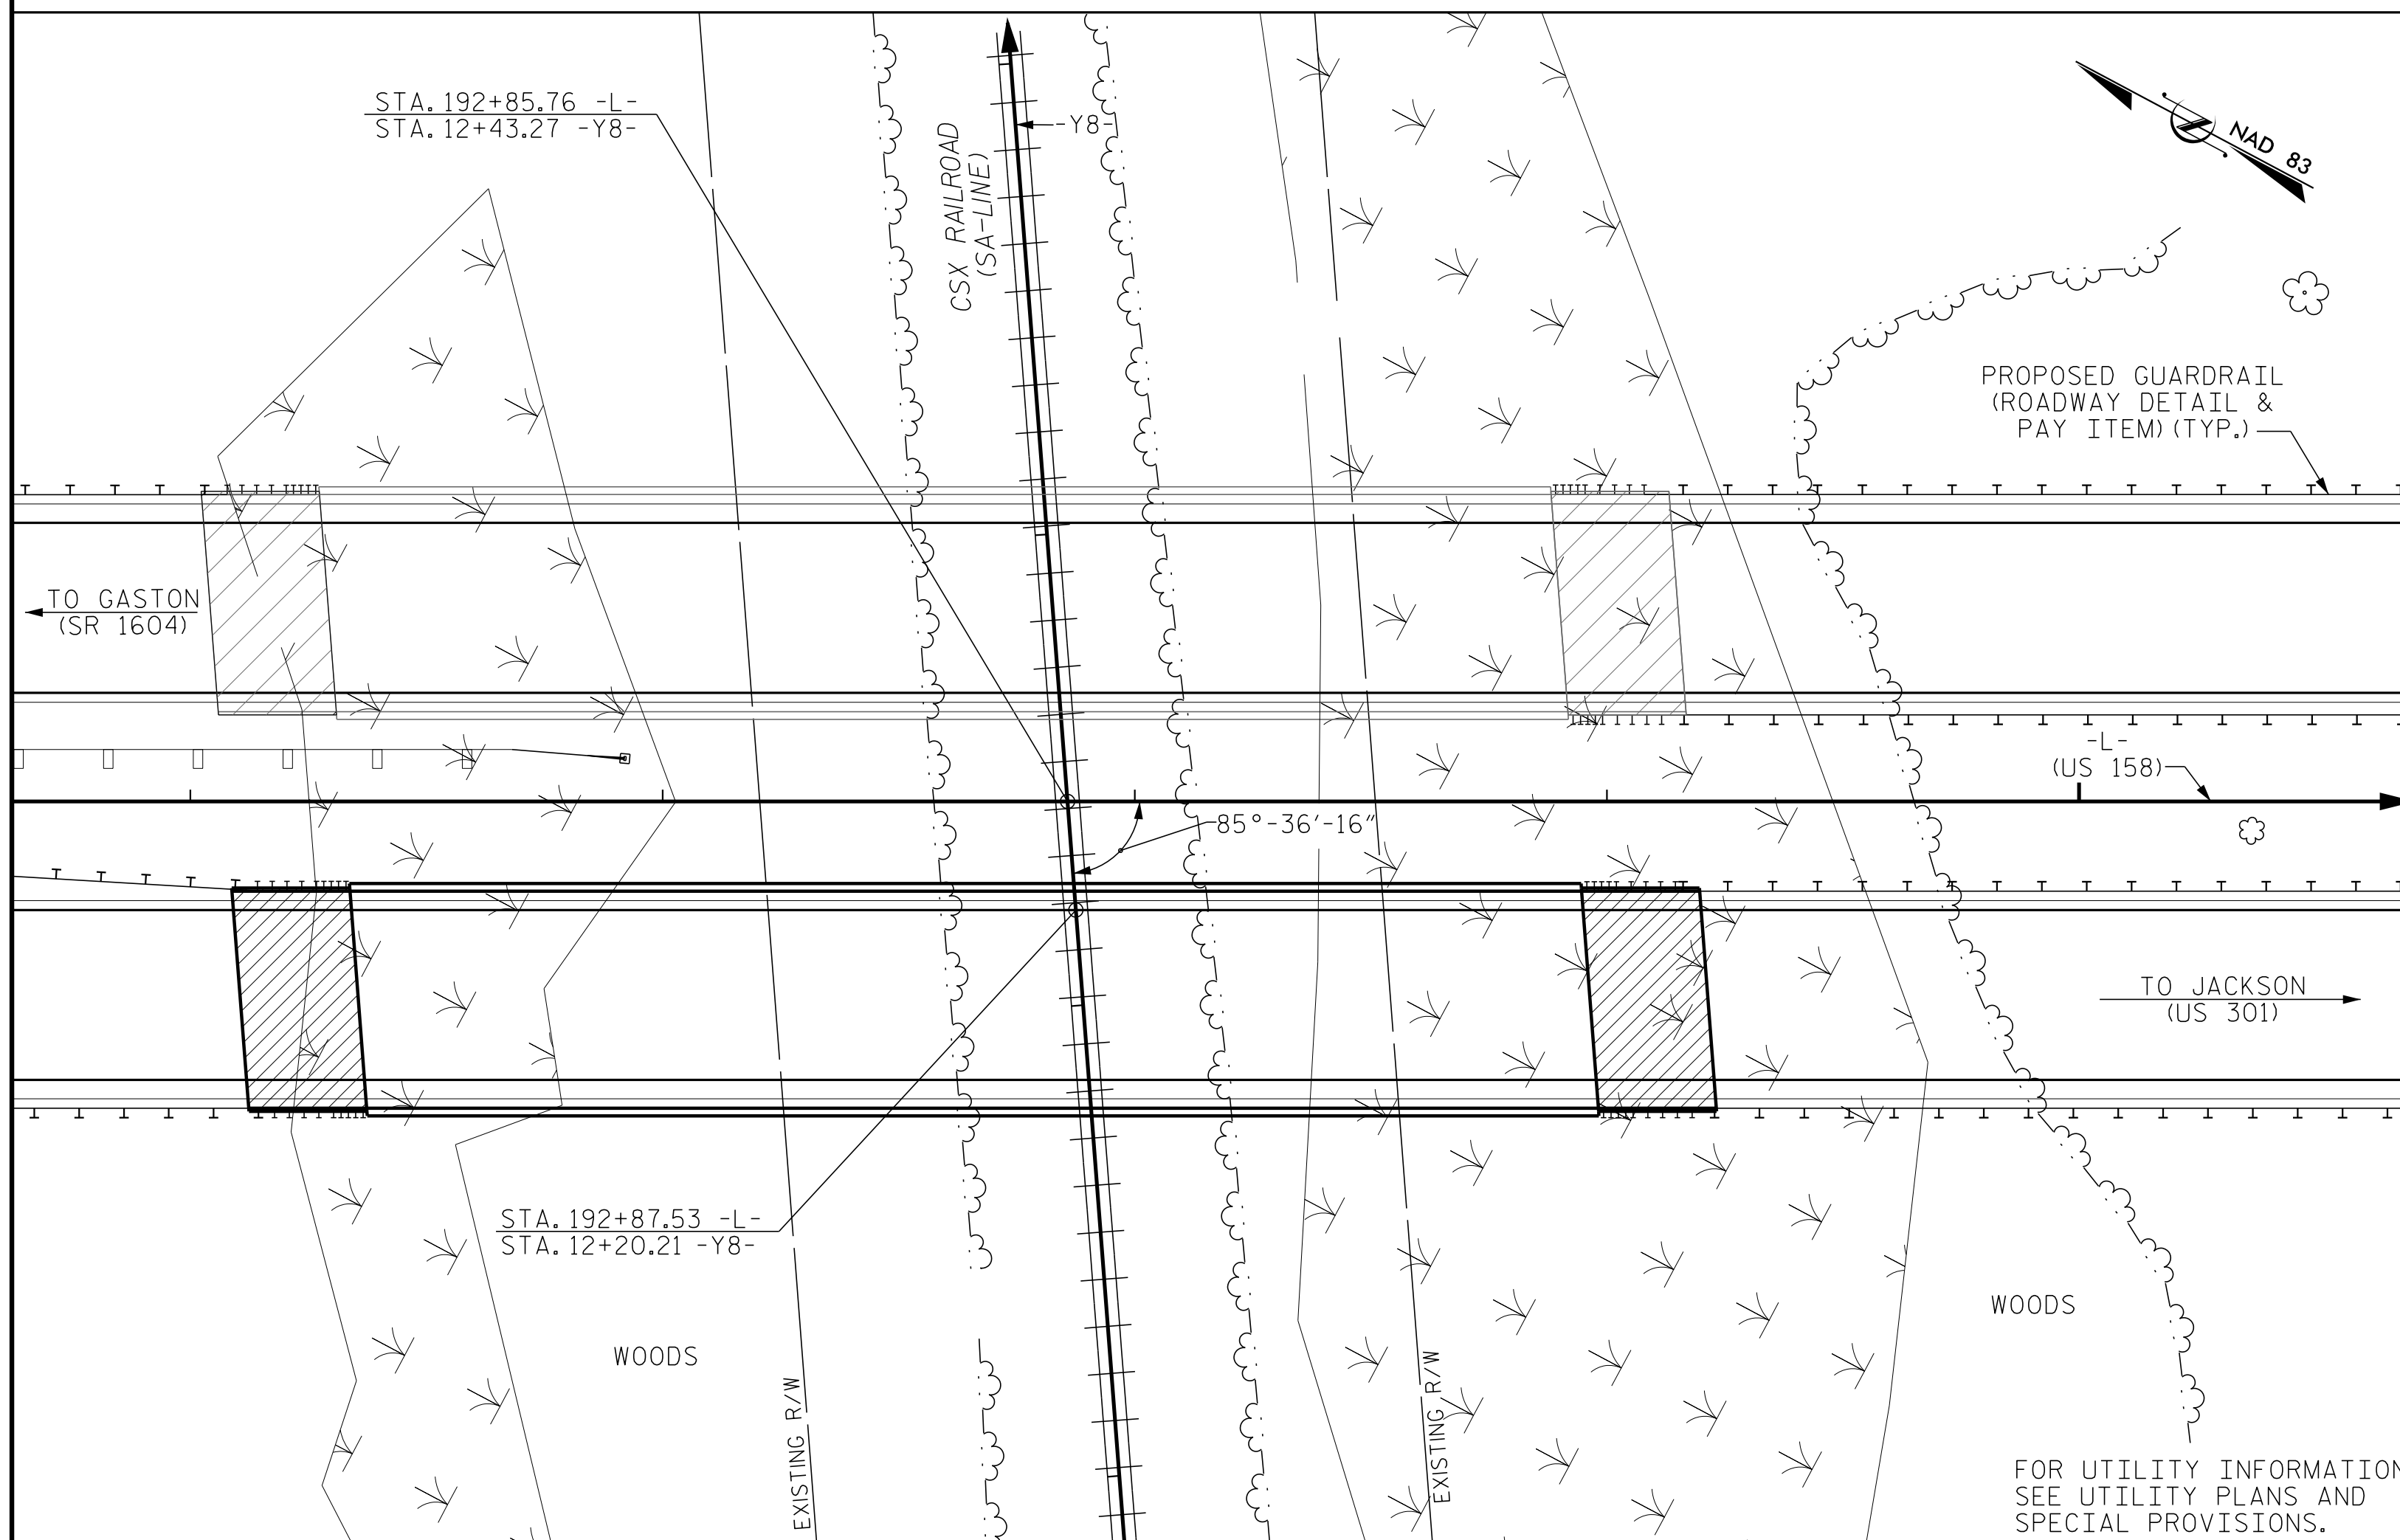 STA. 192+85.76 -L-
STA. 12+43.27 -Y8-
CSX RAILROAD
(SA-LINE)
-Y8-
NAD 83
PROPOSED GUARDRAIL
(ROADWAY DETAIL &
PAY ITEM) (TYP.)
TO GASTON
(SR 1604)
-L-
(US 158)
85°-36'-16"
TO JACKSON
(US 301)
STA. 192+87.53 -L-
STA. 12+20.21 -Y8-
WOODS
WOODS
EXISTING R/W
EXISTING R/W
FOR UTILITY INFORMATION
SEE UTILITY PLANS AND
SPECIAL PROVISIONS.